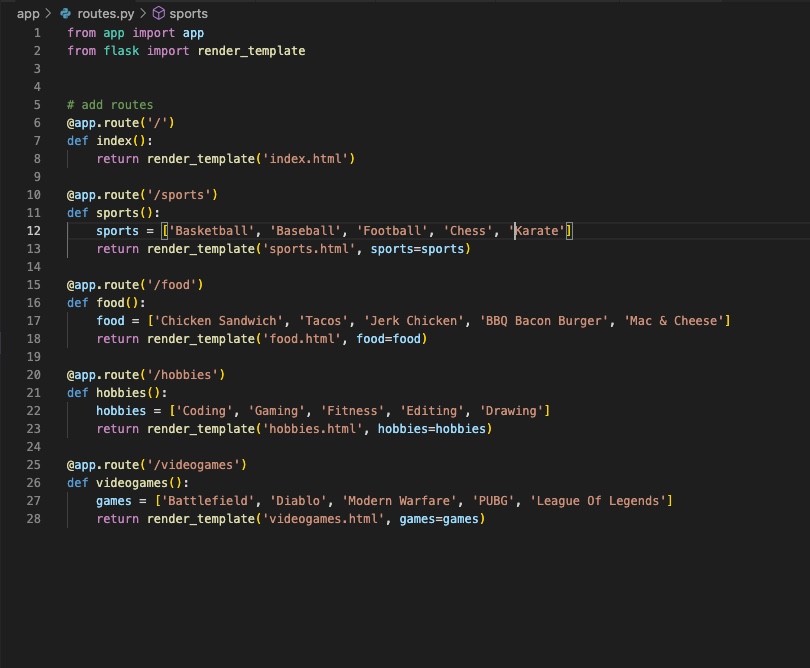 app > routes.py > sports
1 from app import app
2 from flask import render_template
3
4
5 # add routes
6 @app.route('/')
7 def index():
8     return render_template('index.html')
9
10 @app.route('/sports')
11 def sports():
12     sports = ['Basketball', 'Baseball', 'Football', 'Chess', 'Karate']
13     return render_template('sports.html', sports=sports)
14
15 @app.route('/food')
16 def food():
17     food = ['Chicken Sandwich', 'Tacos', 'Jerk Chicken', 'BBQ Bacon Burger', 'Mac & Cheese']
18     return render_template('food.html', food=food)
19
20 @app.route('/hobbies')
21 def hobbies():
22     hobbies = ['Coding', 'Gaming', 'Fitness', 'Editing', 'Drawing']
23     return render_template('hobbies.html', hobbies=hobbies)
24
25 @app.route('/videogames')
26 def videogames():
27     games = ['Battlefield', 'Diablo', 'Modern Warfare', 'PUBG', 'League Of Legends']
28     return render_template('videogames.html', games=games)